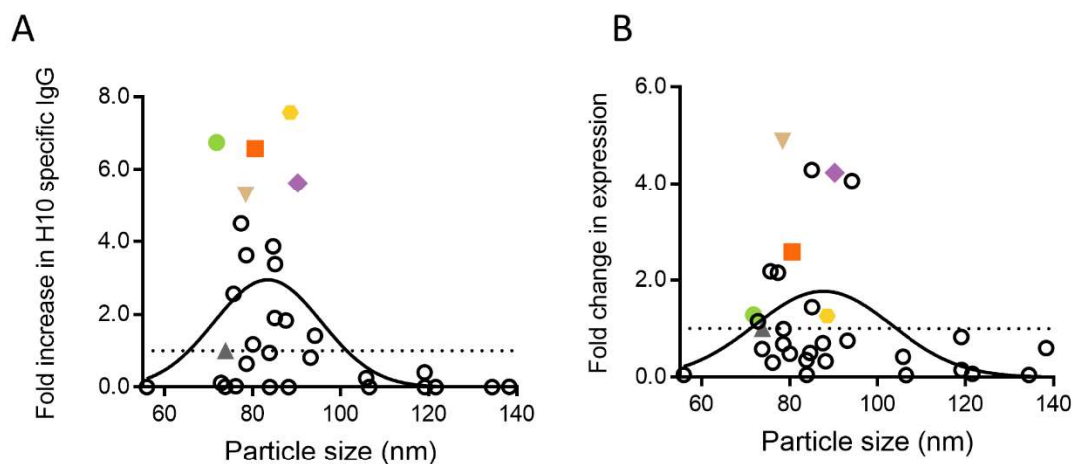 A
Fold increase in H10 specific IgG
8.0
6.0
4.0
2.0
0.0
60 80 100 120 140
Particle size (nm)
B
Fold change in expression
6.0
4.0
2.0
0.0
60 80 100 120 140
Particle size (nm)